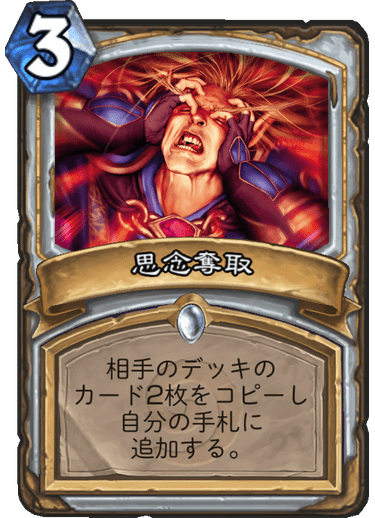 3
思念奪取
相手のデッキの
カード2枚をコピーし
自分の手札に
追加する。